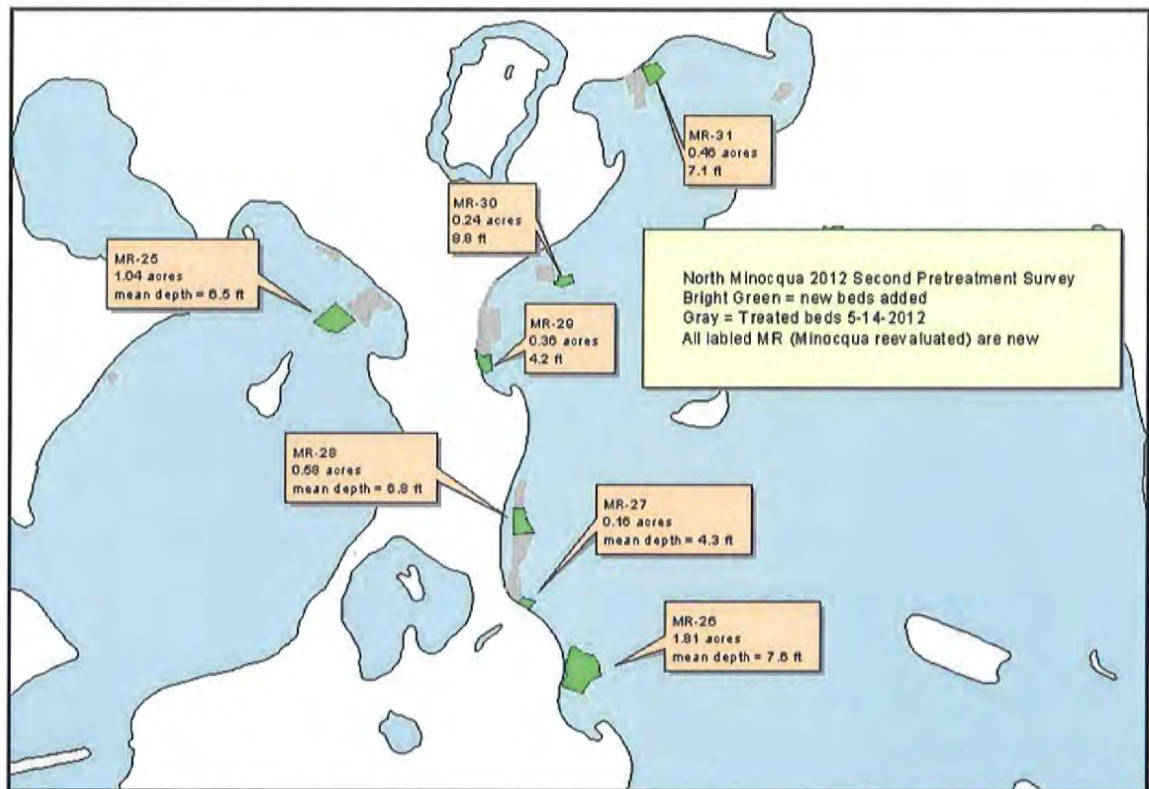 MR-31
0.46 acres
7.1 ft
MR-30
0.24 acres
8.8 ft
MR-25
1.04 acres
mean depth = 6.5 ft
North Minocqua 2012 Second Pretreatment Survey
Bright Green = new beds added
Gray = Treated beds 5-14-2012
All labled MR (Minocqua reevaluated) are new
MR-29
0.36 acres
4.2 ft
MR-28
0.58 acres
mean depth = 6.8 ft
MR-27
0.16 acres
mean depth = 4.3 ft
MR-26
1.81 acres
mean depth = 7.6 ft